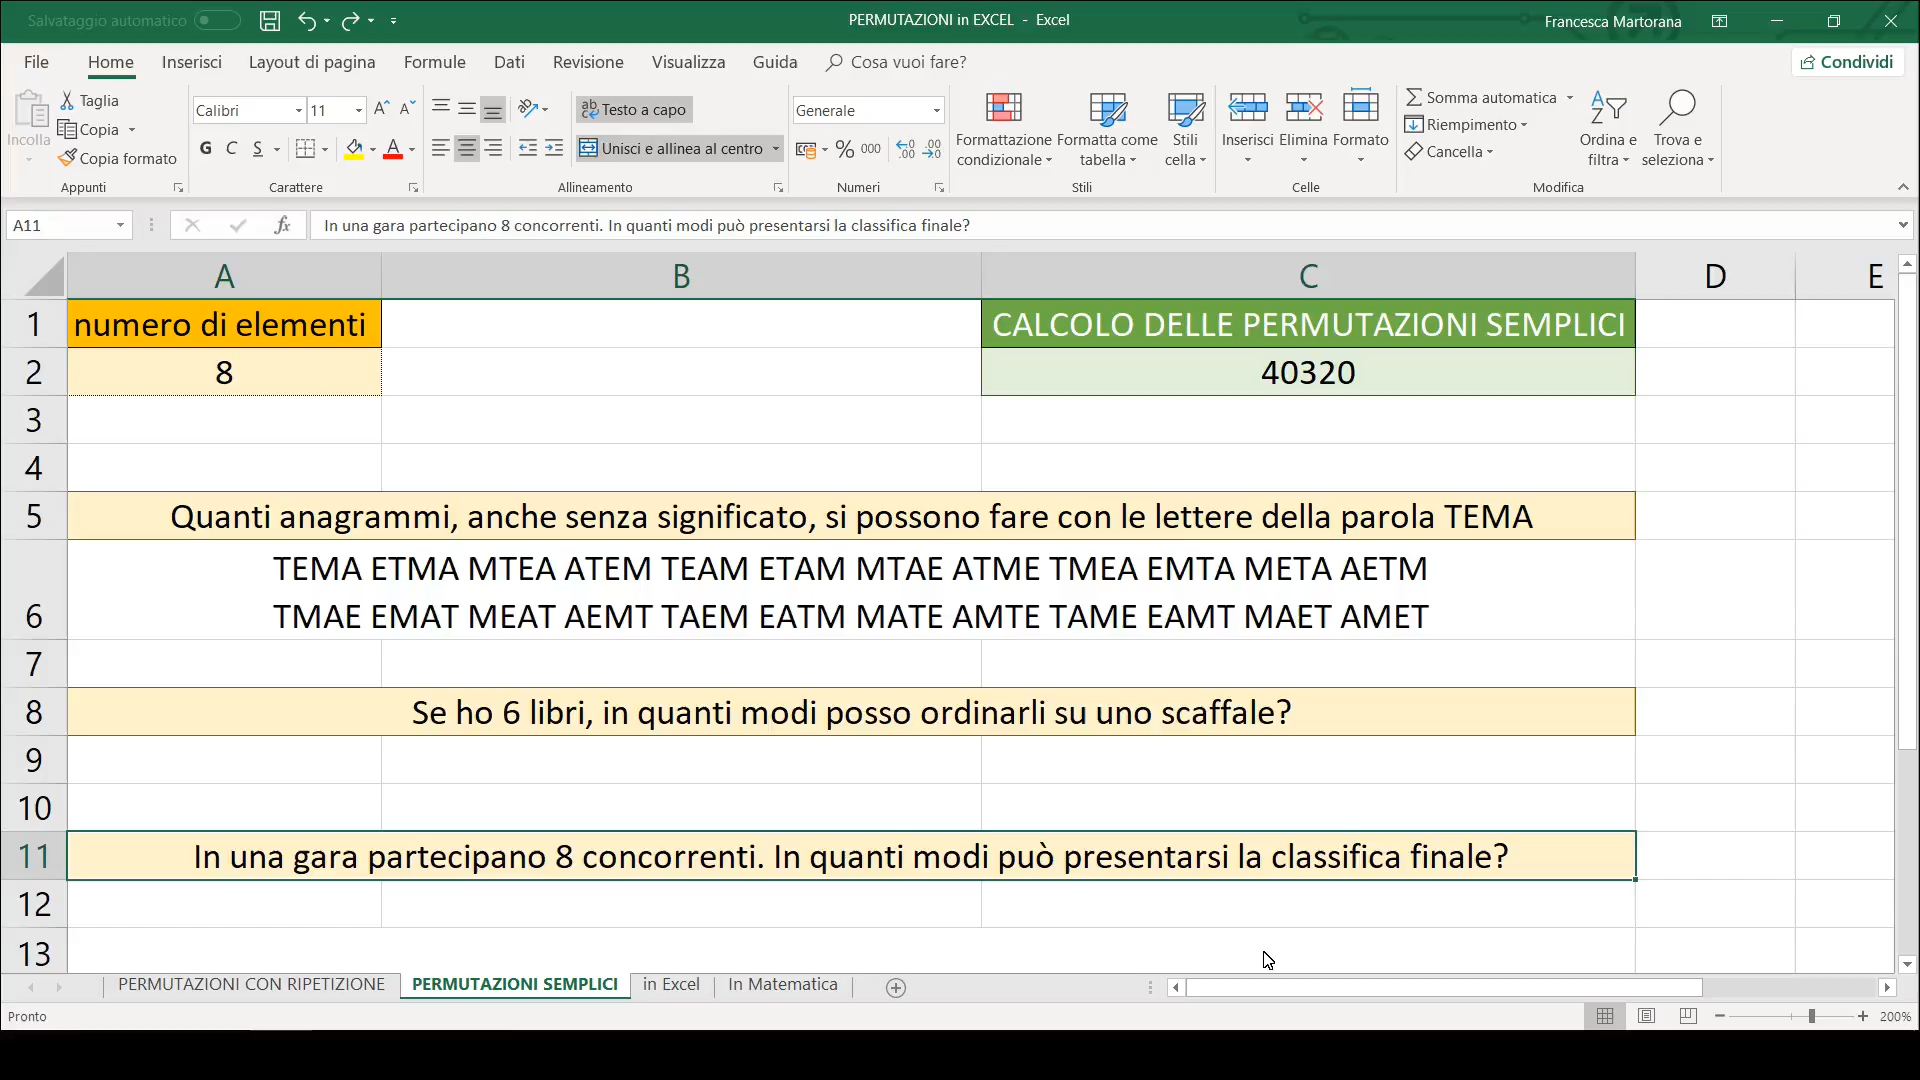 Salvataggio automatico
PERMUTAZIONI in EXCEL - Excel
Francesca Martorana
File Home Inserisci Layout di pagina Formule Dati Revisione Visualizza Guida Cosa vuoi fare? Condividi
Incolla
Taglia
Copia
Copia formato
Appunti
Calibri 11
G C S
Carattere
Testo a capo
Unisci e allinea al centro
Allineamento
Generale
% 000
Numeri
Formattazione condizionale
Formatta come tabella
Stili cella
Stili
Inserisci Elimina Formato
Celle
Somma automatica
Riempimento
Cancella
Ordina e filtra
Trova e seleziona
Modifica
A11 fx In una gara partecipano 8 concorrenti. In quanti modi può presentarsi la classifica finale?
A B C D E
1 numero di elementi CALCOLO DELLE PERMUTAZIONI SEMPLICI
2 8 40320
3
4
5 Quanti anagrammi, anche senza significato, si possono fare con le lettere della parola TEMA
TEMA ETMA MTEA ATEM TEAM ETAM MTAE ATME TMEA EMTA META AETM
6 TMAE EMAT MEAT AEMT TAEM EATM MATE AMTE TAME EAMT MAET AMET
7
8 Se ho 6 libri, in quanti modi posso ordinarli su uno scaffale?
9
10
11 In una gara partecipano 8 concorrenti. In quanti modi può presentarsi la classifica finale?
12
13
PERMUTAZIONI CON RIPETIZIONE PERMUTAZIONI SEMPLICI in Excel In Matematica
Pronto
200%